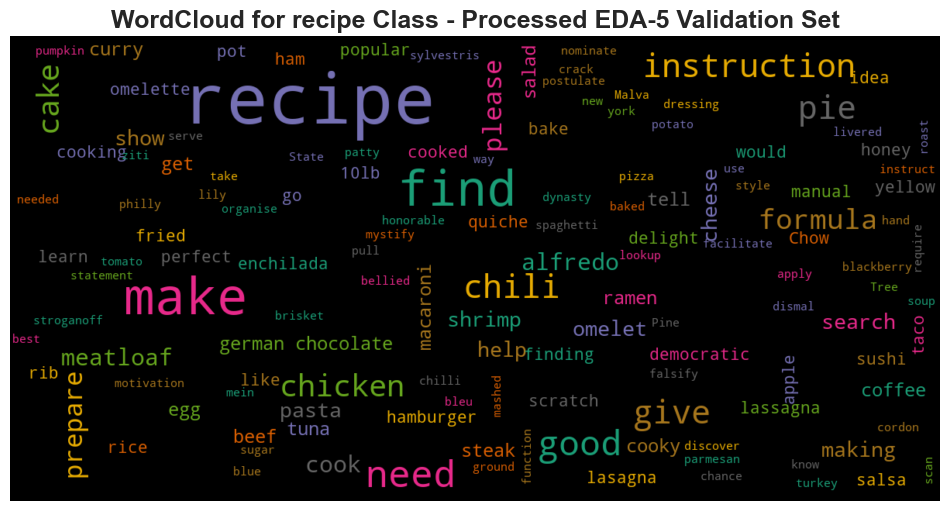 WordCloud for recipe Class - Processed EDA-5 Validation Set
pumpkin curry pot ham popular sylvestris salad nominate crack postulate instruction idea
cake omelette recipe please new york Malva dressing pie
show serve bake potato livered roast
cooking kiti get State patty cooked way would honey
needed philly take lily organise 10lb go find dynasty pizza baked tell cheese use style manual instruct yellow
fried honorable mystify quiche spaghetti delight facilitate formula Chow hand require
learn tomato perfect enchilada pull alfredo lookup
statement bellied macaroni chili apply blackberry Tree
stroganoff make brisket shrimp ramen omelet Pine dismal search soup taco
best meatloaf german chocolate help finding democratic sushi
rib motivation like mein chicken chilli bleu mashed scratch falsify apple coffee
prepare egg pasta hamburger give lassagna cordon
rice beef sugar tuna steak function good cooky discover making
blue cook need ground lasagna parmesan chance know turkey salsa scan